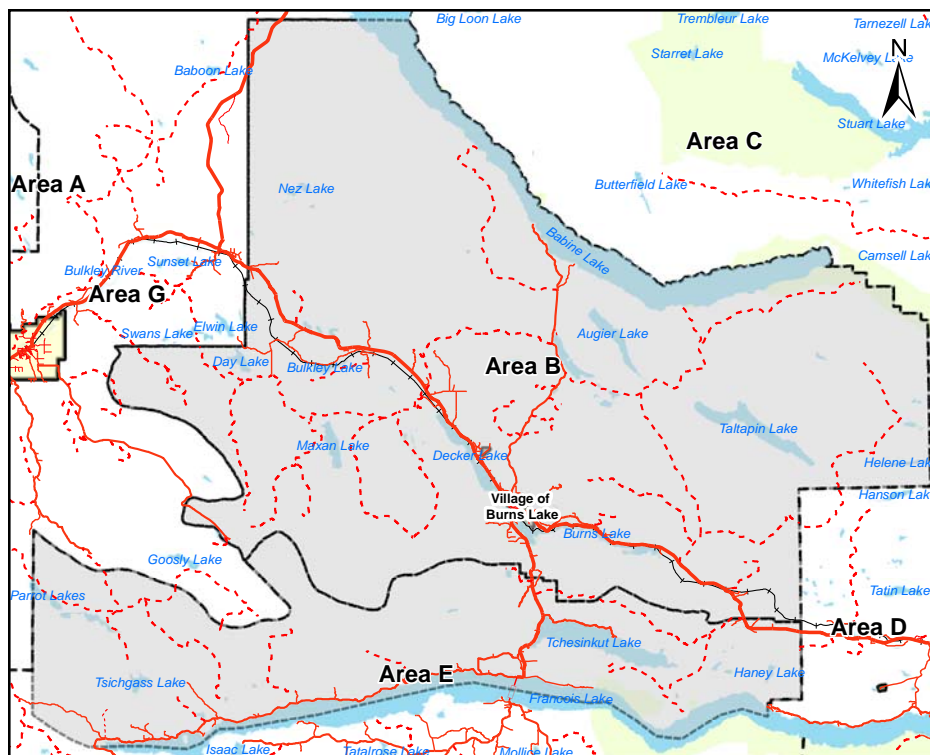 Big Loon Lake
Trembleur Lake
Tarnezell Lake
Starret Lake
McKelvey Lake
N
Baboon Lake
Stuart Lake
Area C
Area A
Nez Lake
Butterfield Lake
Whitefish Lake
Babine Lake
Camsell Lake
Sunset Lake
Bulkley River
Area G
Swans Lake
Elwin Lake
Augier Lake
Day Lake
Bulkley Lake
Area B
Taltapin Lake
Maxan Lake
Decker Lake
Helene Lake
Hanson Lake
Village of
Burns Lake
Burns Lake
Goosly Lake
Parrot Lakes
Tatin Lake
Area D
Tchesinkut Lake
Area E
Haney Lake
Tsichgass Lake
Francois Lake
Isaac Lake
Tatalrose Lake
Mollice Lake